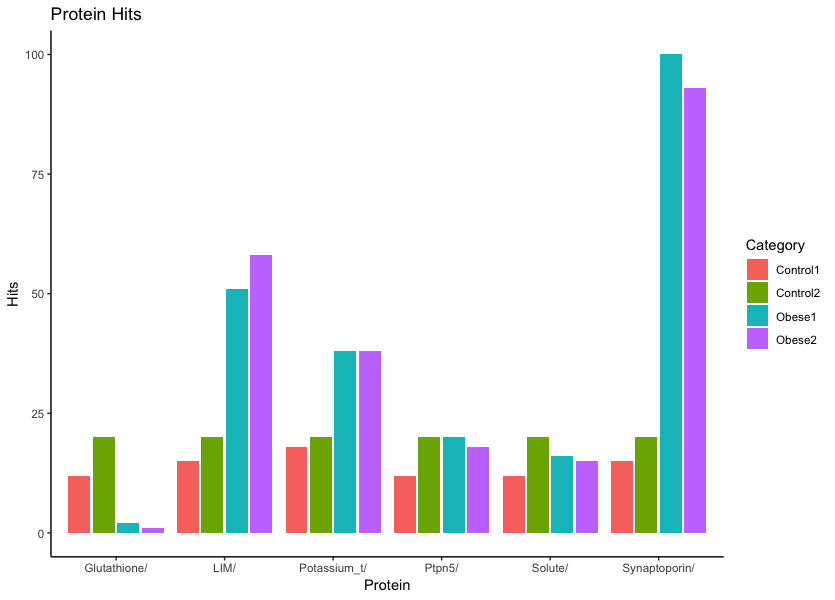 Protein Hits
100
75
50
25
0
Hits
Glutathione/ LIM/ Potassium_t/ Ptpn5/ Solute/ Synaptoporin/
Protein
Category
Control1
Control2
Obese1
Obese2